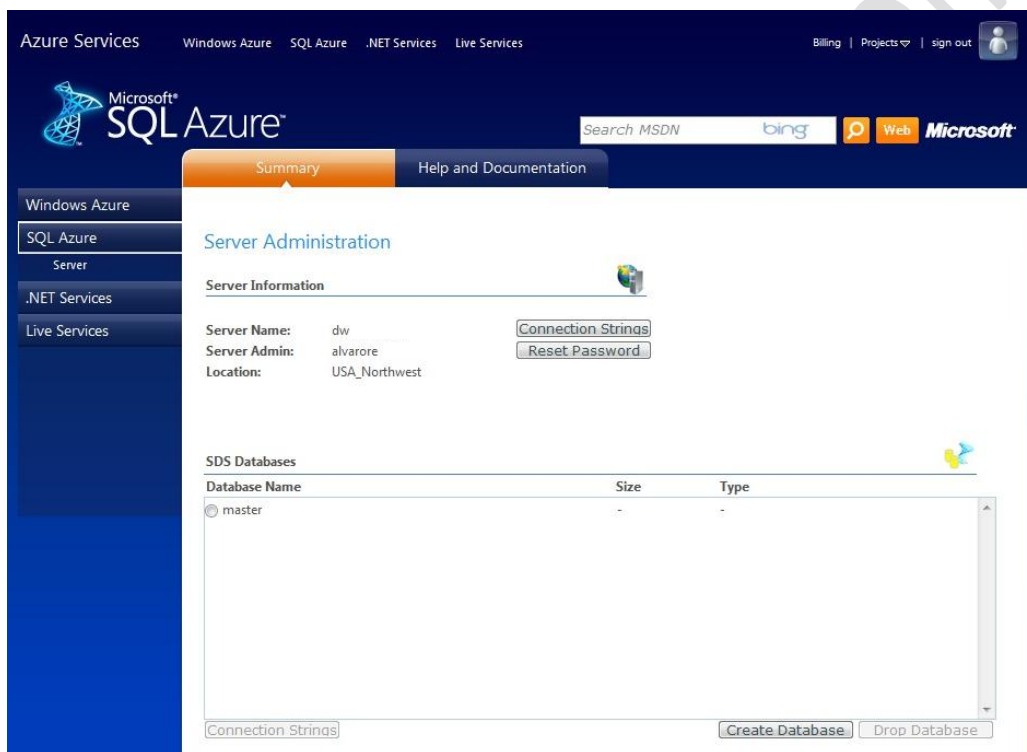 Azure Services Windows Azure SQL Azure .NET Services Live Services Billing | Projects | sign out
Microsoft®
SQL Azure™
Search MSDN bing Web Microsoft®
Summary Help and Documentation
Windows Azure
SQL Azure
Server
.NET Services
Live Services
Server Administration
Server Information
Server Name: dw Connection Strings
Server Admin: alvarore Reset Password
Location: USA_Northwest
SDS Databases
Database Name Size Type
master - -
Connection Strings Create Database Drop Database